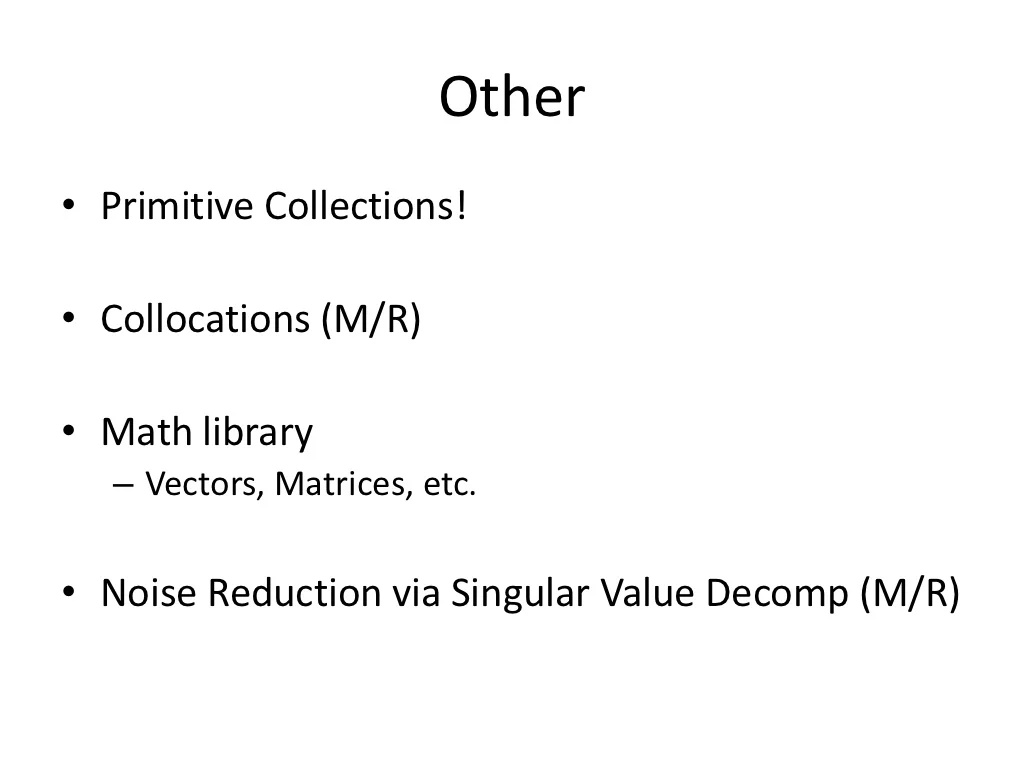 Other
• Primitive Collections!
• Collocations (M/R)
• Math library
– Vectors, Matrices, etc.
• Noise Reduction via Singular Value Decomp (M/R)